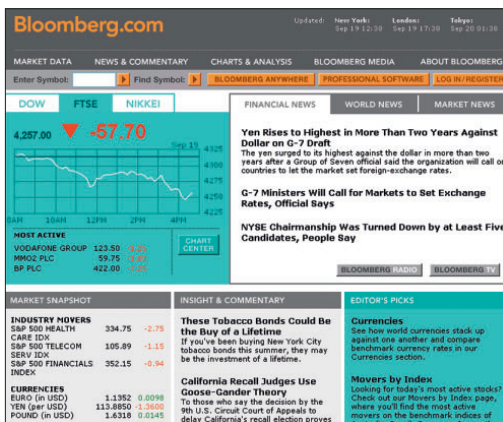 Bloomberg.com
Updated: New York: London: Tokyo:
Sep 19 12:30 Sep 19 17:30 Sep 20 01:30
MARKET DATA NEWS & COMMENTARY CHARTS & ANALYSIS BLOOMBERG MEDIA ABOUT BLOOMBERG
Enter Symbol: Find Symbol: BLOOMBERG ANYWHERE PROFESSIONAL SOFTWARE LOG IN/REGISTER
DOW FTSE NIKKEI
4,257.00 -57.70
Sep 19
4325
4300
4275
4250
4225
8AM 10AM 12PM 2PM 4PM
MOST ACTIVE
VODAFONE GROUP 123.50
MMO2 PLC 59.75
BP PLC 422.00
CHART
CENTER
FINANCIAL NEWS WORLD NEWS MARKET NEWS
Yen Rises to Highest in More Than Two Years Against
Dollar on G-7 Draft
The yen surged to its highest against the dollar in more than two
years after a Group of Seven official said the organization will call on
countries to let the market set foreign-exchange rates.
G-7 Ministers Will Call for Markets to Set Exchange
Rates, Official Says
NYSE Chairmanship Was Turned Down by at Least Five
Candidates, People Say
BLOOMBERG RADIO BLOOMBERG TV
MARKET SNAPSHOT
INDUSTRY MOVERS
S&P 500 HEALTH 334.75 -2.75
CARE IDX
S&P 500 TELECOM 105.89 -1.15
SERV IDX
S&P 500 FINANCIALS 352.15 -0.94
INDEX
CURRENCIES
EURO (in USD) 1.1352 0.0098
YEN (per USD) 113.8850 -1.3600
POUND (in USD) 1.6318 0.0145
INSIGHT & COMMENTARY
These Tobacco Bonds Could Be
the Buy of a Lifetime
If you've been buying New York City
tobacco bonds this summer, they may
be the investment of a lifetime.
California Recall Judges Use
Goose-Gander Theory
To those who say the decision by the
9th U.S. Circuit Court of Appeals to
delay California's recall election proves
EDITOR'S PICKS
Currencies
See how world currencies stack up
against one another and compare
benchmark currency rates in our
Currencies section.
Movers by Index
Looking for today's most active stocks?
Check out our Movers by Index page,
where you'll find the most active
movers on the benchmark indices of